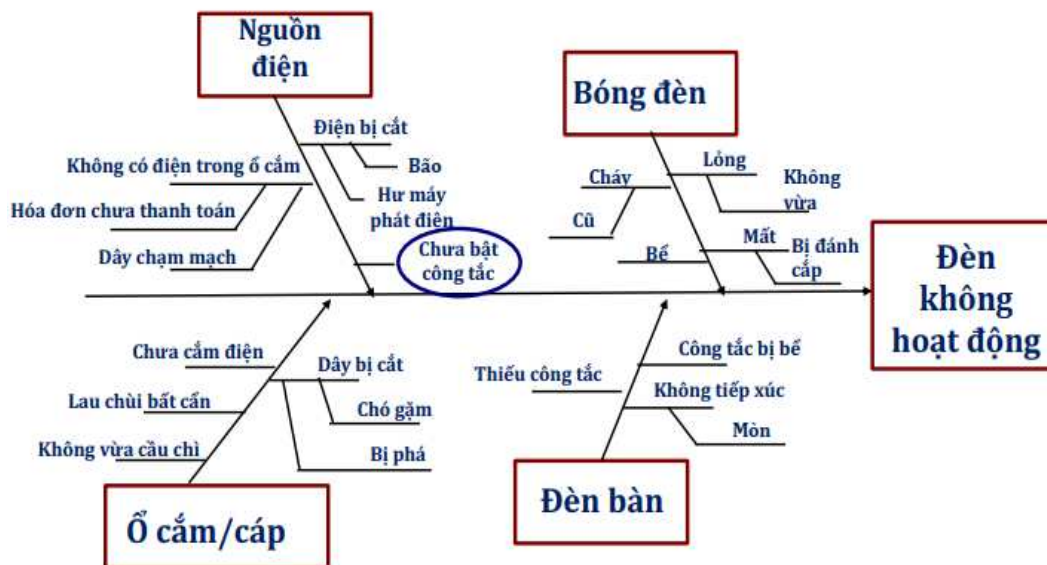 Nguồn
điện
Bóng đèn
Điện bị cắt
Bão
Hư máy
phát điện
Không có điện trong ổ cắm
Hóa đơn chưa thanh toán
Dây chạm mạch
Chưa bật
công tắc
Lỏng
Không
vừa
Cháy
Cũ
Bể
Mất
Bị đánh
cắp
Đèn
không
hoạt động
Chưa cắm điện
Lau chùi bất cẩn
Không vừa cầu chì
Dây bị cắt
Chó gặm
Bị phá
Thiếu công tắc
Công tắc bị bể
Không tiếp xúc
Mòn
Ổ cắm/cáp
Đèn bàn